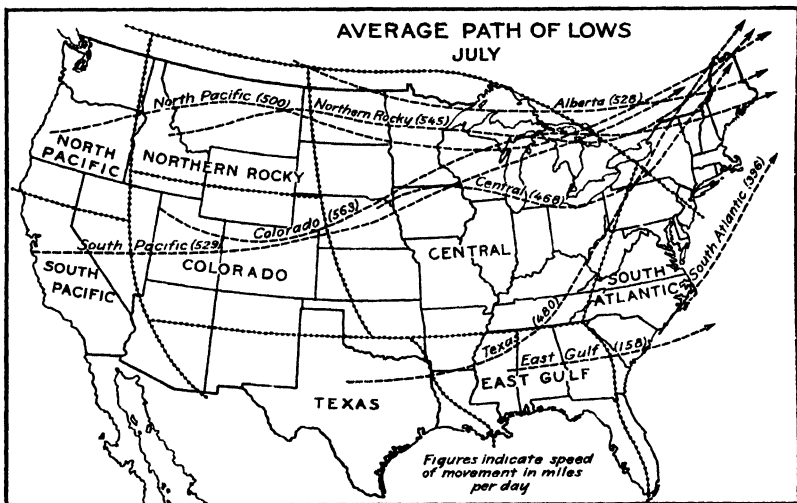 AVERAGE PATH OF LOWS
JULY
North Pacific (500)
Northern Rocky (545)
Alberta (528)
NORTH
PACIFIC
NORTHERN ROCKY
Central (468)
South Atlantic (396)
Colorado (563)
South Pacific (529)
COLORADO
CENTRAL
SOUTH
PACIFIC
SOUTH
ATLANTIC
Texas (480)
East Gulf (158)
EAST GULF
TEXAS
Figures indicate speed
of movement in miles
per day